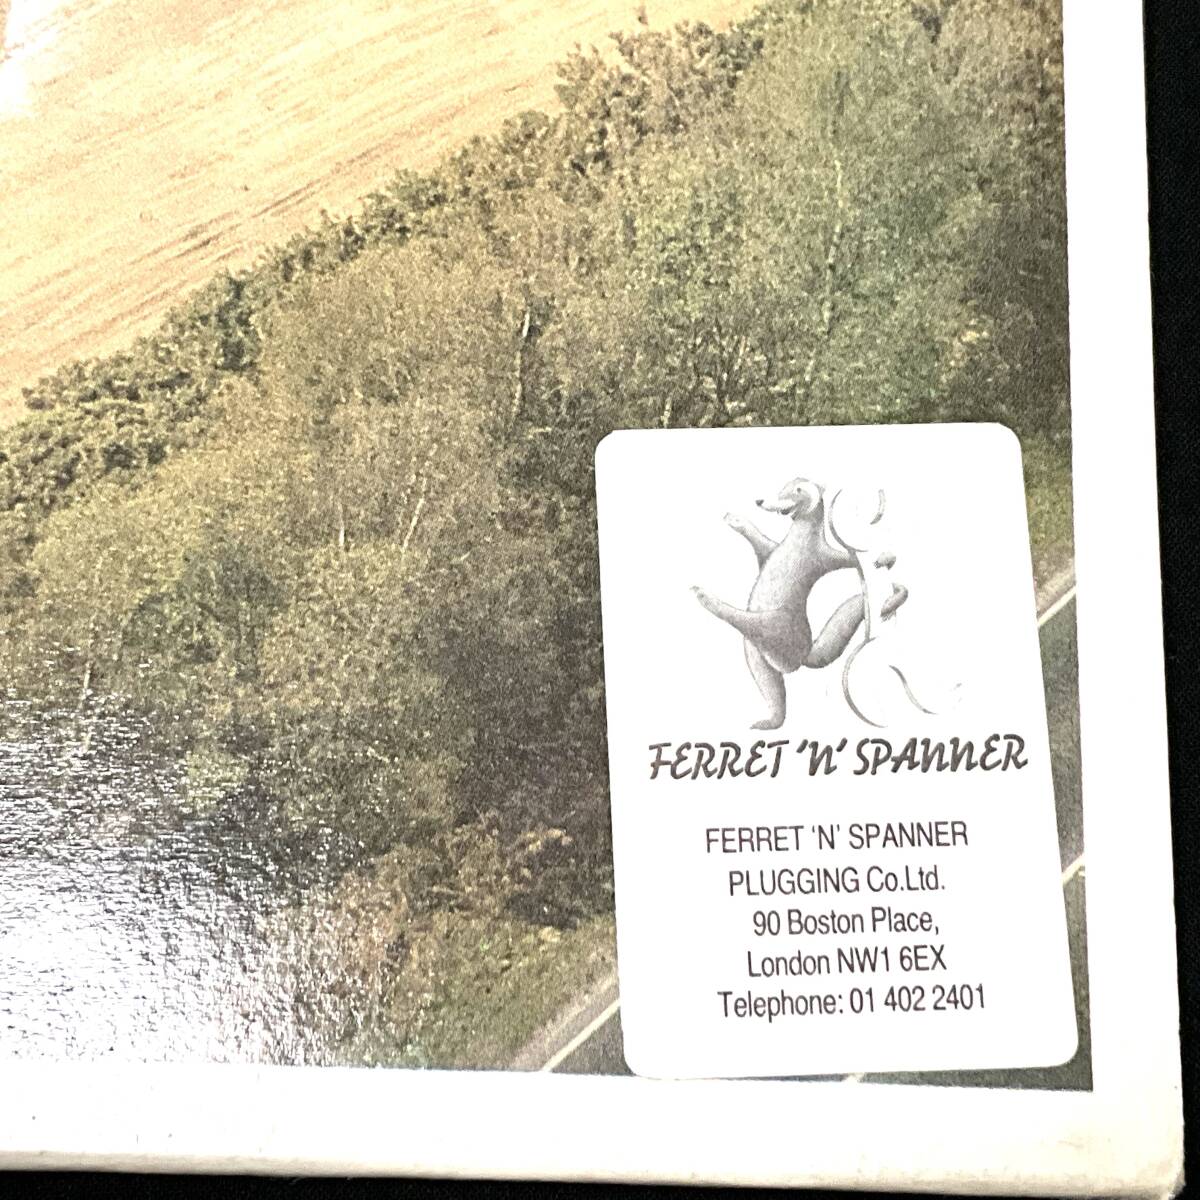 FERRET 'N' SPANNER
FERRET 'N' SPANNER
PLUGGING Co.Ltd.
90 Boston Place,
London NW1 6EX
Telephone: 01 402 2401